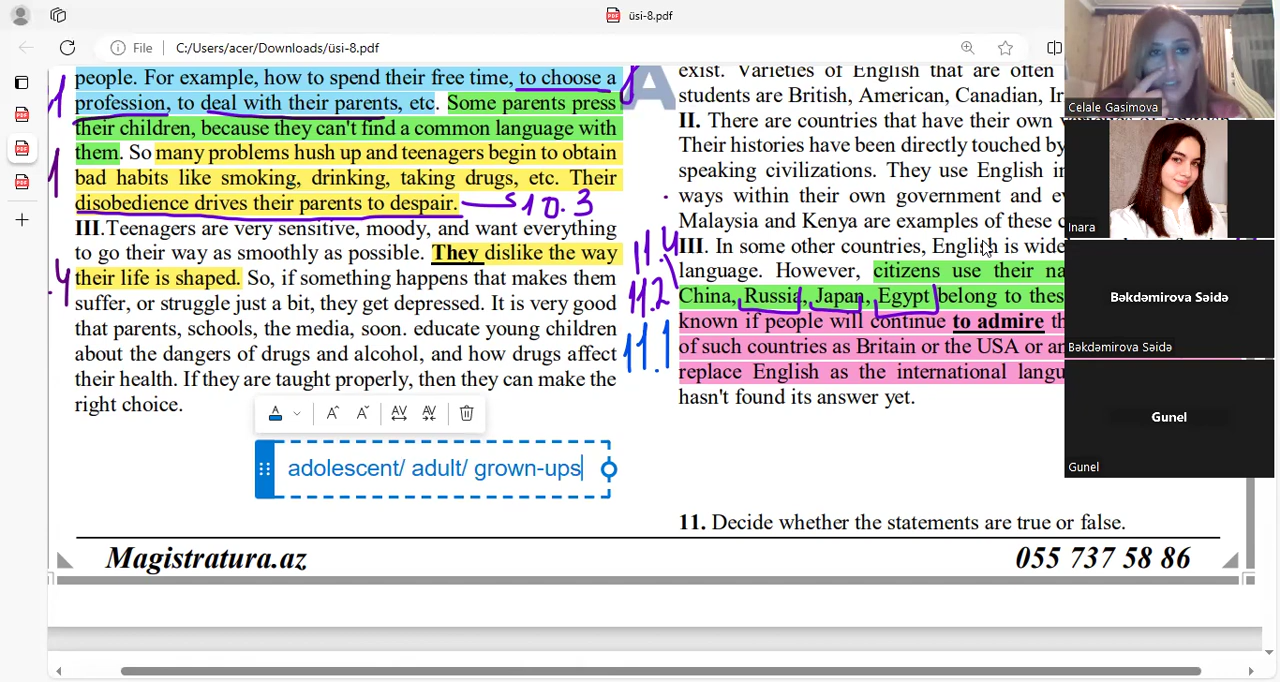 üsi-8.pdf
File C:/Users/acer/Downloads/üsi-8.pdf
people. For example, how to spend their free time, to choose a
profession, to deal with their parents, etc. Some parents press
their children, because they can't find a common language with
them. So many problems hush up and teenagers begin to obtain
bad habits like smoking, drinking, taking drugs, etc. Their
disobedience drives their parents to despair. 10.3
III.Teenagers are very sensitive, moody, and want everything
to go their way as smoothly as possible. They dislike the way
their life is shaped. So, if something happens that makes them
suffer, or struggle just a bit, they get depressed. It is very good
that parents, schools, the media, soon. educate young children
about the dangers of drugs and alcohol, and how drugs affect
their health. If they are taught properly, then they can make the
right choice.
adolescent/ adult/ grown-ups
A
exist. Varieties of English that are often
students are British, American, Canadian,
II. There are countries that have their own
Their histories have been directly touched by
speaking civilizations. They use English
ways within their own government and
Malaysia and Kenya are examples of these
11.4
III. In some other countries, English is
language. However, citizens use their
11.2
China, Russia, Japan, Egypt belong to
known if people will continue to admire
11.1
of such countries as Britain or the USA or
replace English as the international
hasn't found its answer yet.
11. Decide whether the statements are true or false.
Magistratura.az 055 737 58 86
Celale Gasimova
Inara
Bəkdəmirova Səidə
Bəkdəmirova Səidə
Gunel
Gunel